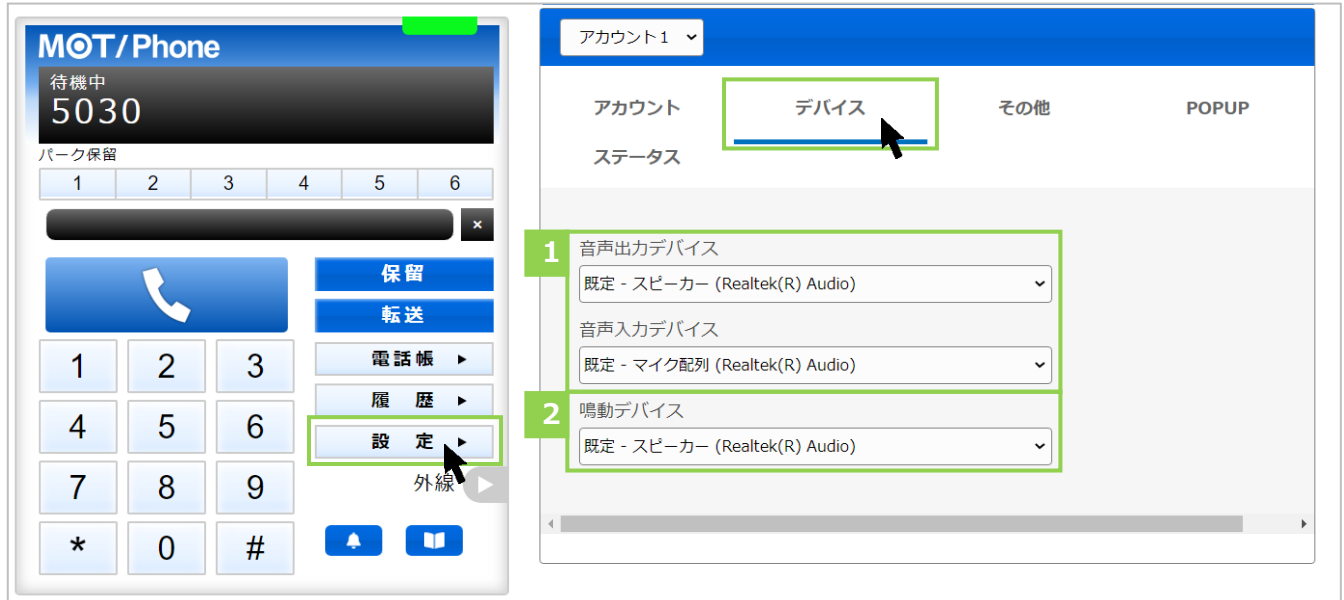 MOT/Phone
待機中
5030
パーク保留
1 2 3 4 5 6
×
保留
転送
1 2 3
電話帳 ▶
履 歴 ▶
4 5 6
設 定 ▶
7 8 9
外線
* 0 #
アカウント1
アカウント デバイス その他 POPUP
ステータス
1
音声出力デバイス
既定 - スピーカー (Realtek(R) Audio)
音声入力デバイス
既定 - マイク配列 (Realtek(R) Audio)
2
鳴動デバイス
既定 - スピーカー (Realtek(R) Audio)